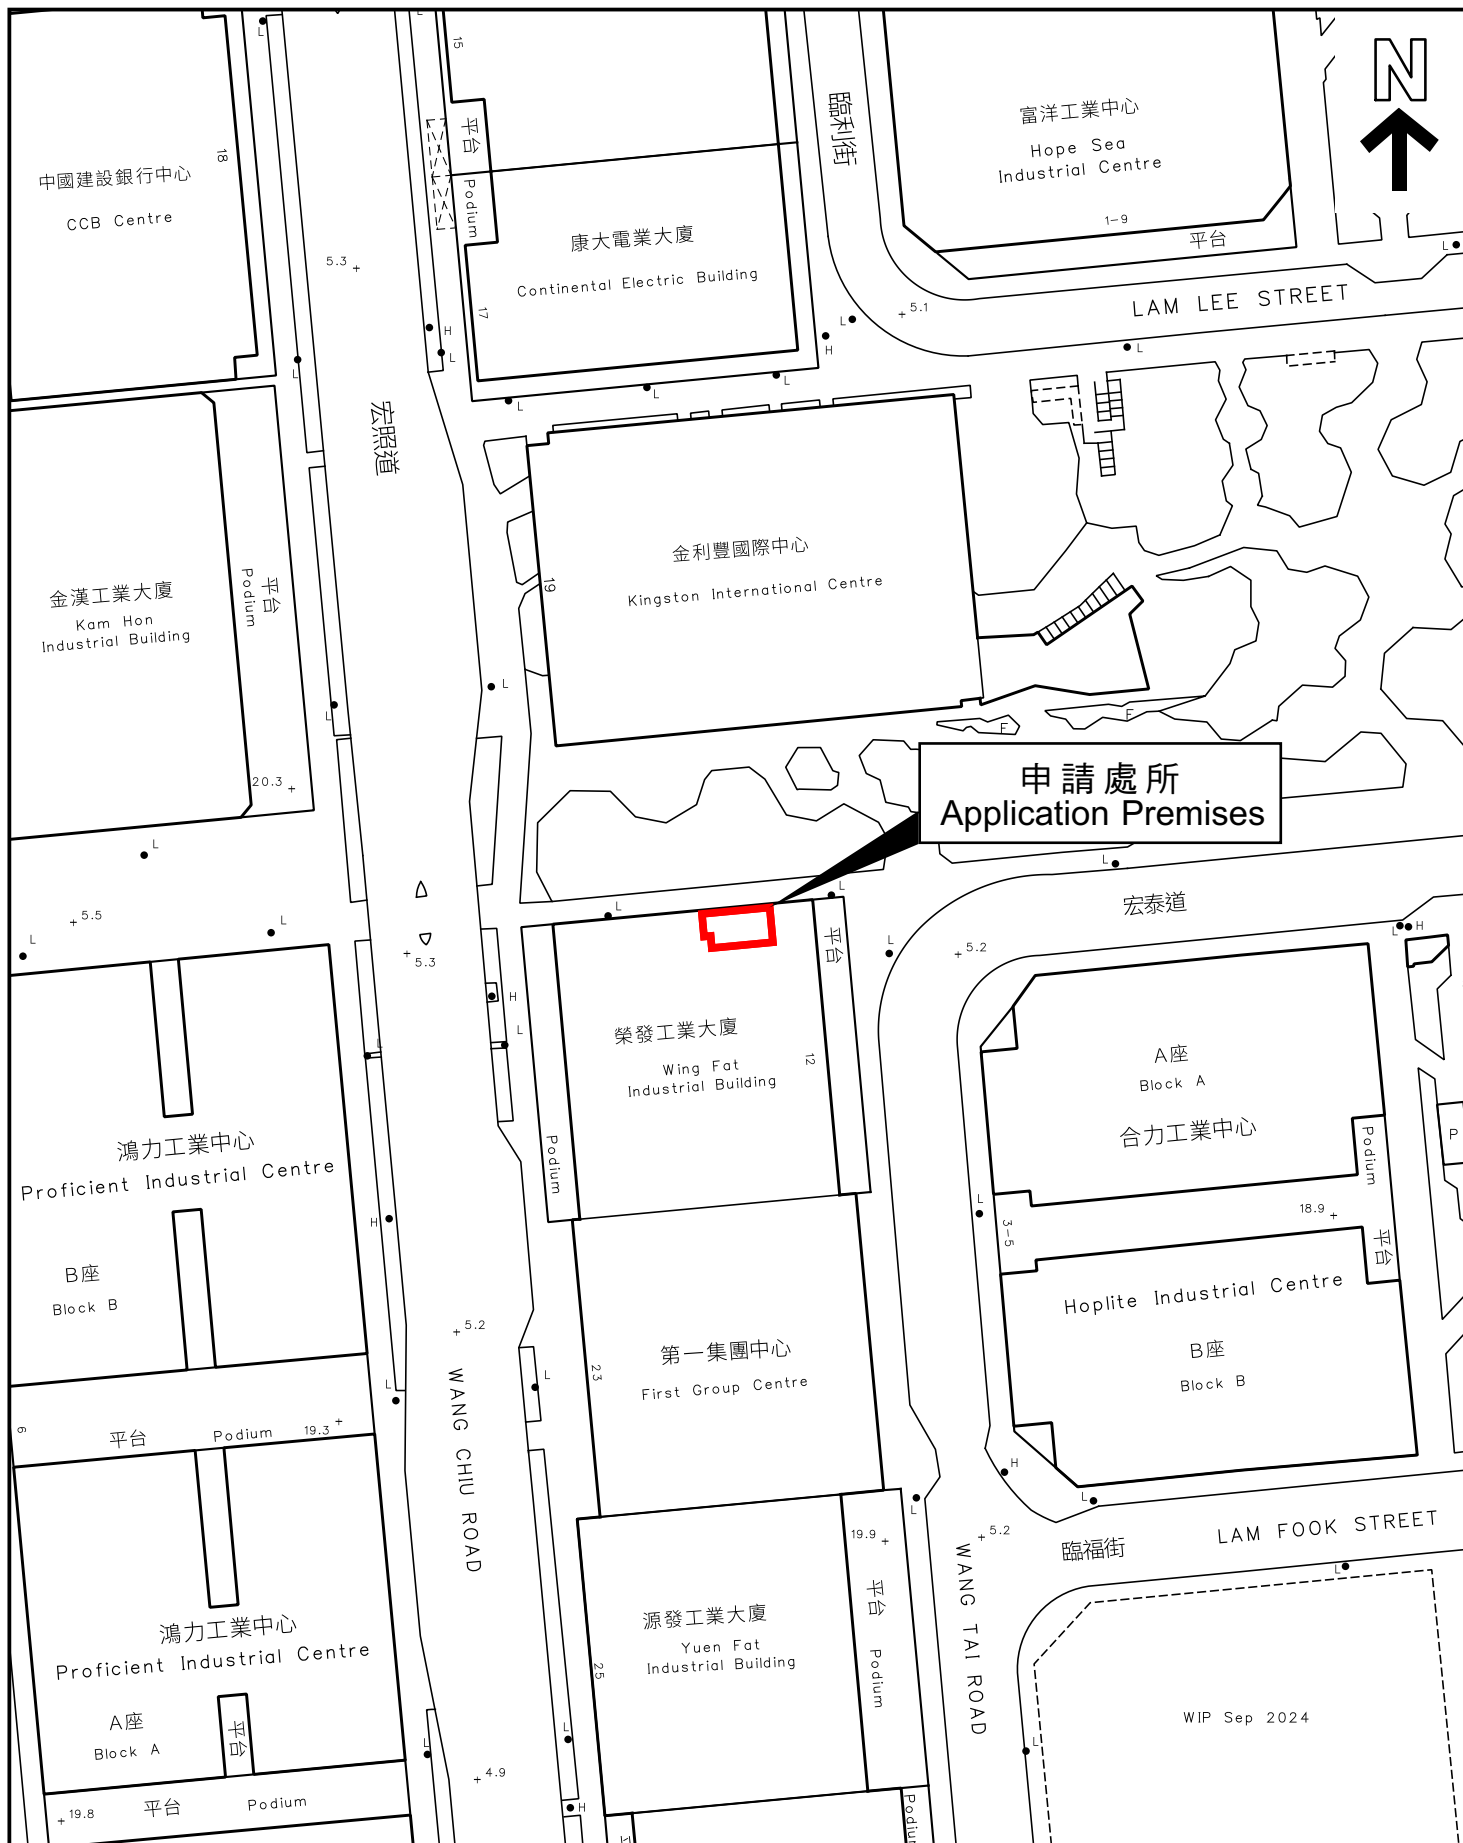 N
15
18
平台
Podium
中國建設銀行中心
CCB Centre
臨利街
富洋工業中心
Hope Sea
Industrial Centre
1-9
平台
L
5.3
康大電業大廈
Continental Electric Building
17
5.1
LAM LEE STREET
H
L
L
H
L
L
L
L
L
宏照道
金利豐國際中心
Kingston International Centre
19
金漢工業大廈
Kam Hon
Industrial Building
平台
Podium
L
L
F
F
20.3
申請處所
Application Premises
L
L
L
L
宏泰道
5.5
L
L
5.3
平台
L
5.2
L
H
H
L
L
榮發工業大廈
Wing Fat
Industrial Building
12
Podium
A座
Block A
合力工業中心
Podium
P
鴻力工業中心
Proficient Industrial Centre
H
L
3-5
18.9
平台
B座
Block B
Hoplite Industrial Centre
B座
Block B
5.2
第一集團中心
First Group Centre
23
L
L
WANG CHIU ROAD
6
平台
Podium
19.3
H
L
L
19.9
5.2
臨福街
LAM FOOK STREET
L
WANG TAI ROAD
平台
Podium
源發工業大廈
Yuen Fat
Industrial Building
25
鴻力工業中心
Proficient Industrial Centre
A座
Block A
平台
L
L
L
WIP Sep 2024
4.9
H
19.8
平台
Podium